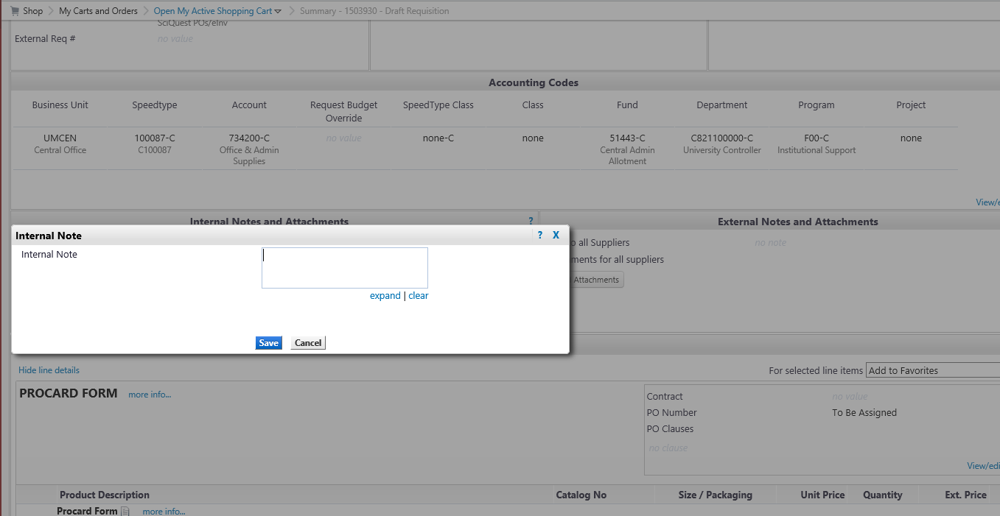 Shop > My Carts and Orders > Open My Active Shopping Cart > Summary - 1503930 - Draft Requisition
SciQuest POs/eInv
External Req # no value
Accounting Codes
Business Unit Speedtype Account Request Budget Override SpeedType Class Class Fund Department Program Project
UMCEN 100087-C 734200-C no value none-C none 51443-C C821100000-C F00-C none
Central Office C100087 Office & Admin Supplies Central Admin Allotment University Controller Institutional Support
View/e
Internal Notes and Attachments ? External Notes and Attachments
Internal Note ? X
o all Suppliers no note
Internal Note
ments for all suppliers
Attachments
expand | clear
Save Cancel
Hide line details For selected line items Add to Favorites
PROCARD FORM more info...
Contract no value
PO Number To Be Assigned
PO Clauses
no clause
View/edi
Product Description Catalog No Size / Packaging Unit Price Quantity Ext. Price
Procard Form more info...